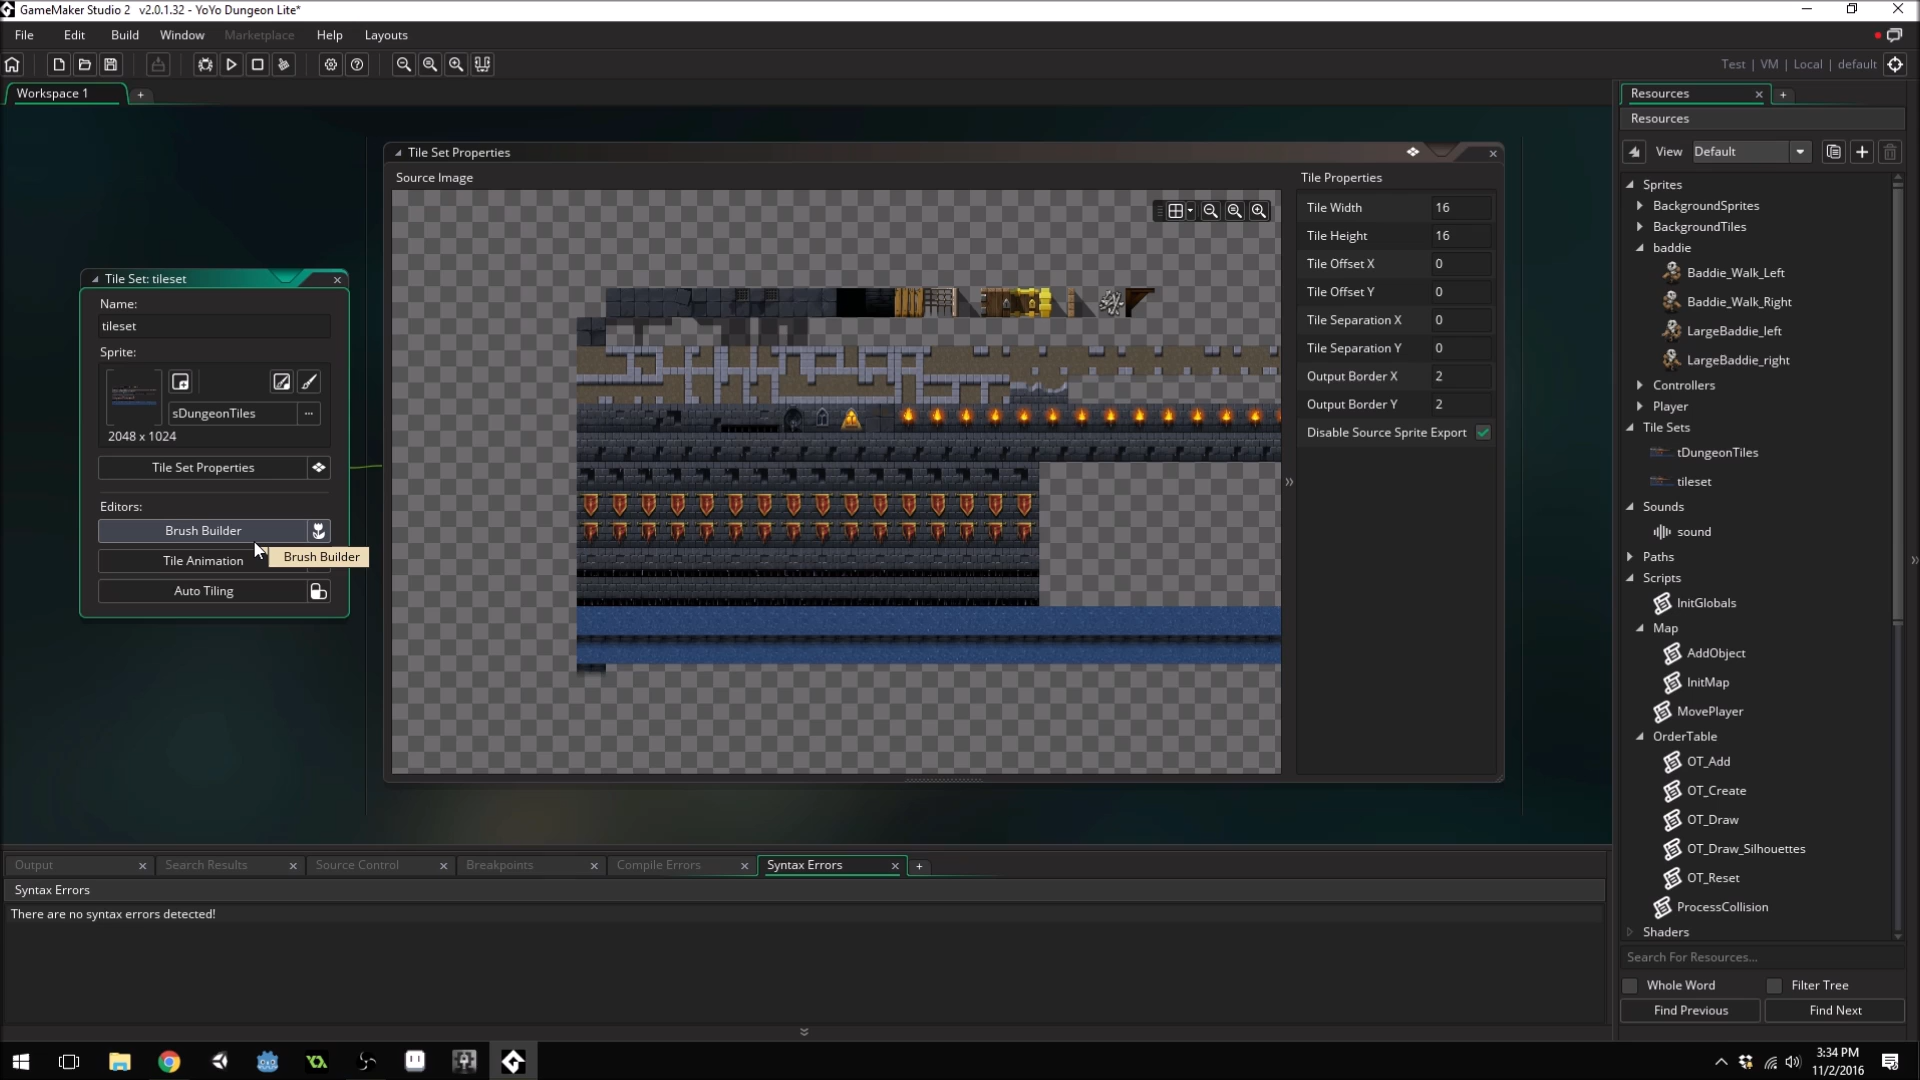 GameMaker Studio 2 v2.0.1.32 - YoYo Dungeon Lite*
File Edit Build Window Marketplace Help Layouts
Test | VM | Local | default
Workspace 1
Tile Set: tileset
Name:
tileset
Sprite:
sDungeonTiles
2048 x 1024
Tile Set Properties
Editors:
Brush Builder
Brush Builder
Tile Animation
Auto Tiling
Tile Set Properties
Source Image
Tile Properties
Tile Width 16
Tile Height 16
Tile Offset X 0
Tile Offset Y 0
Tile Separation X 0
Tile Separation Y 0
Output Border X 2
Output Border Y 2
Disable Source Sprite Export
Resources
Resources
View Default
Sprites
BackgroundSprites
BackgroundTiles
baddie
Baddie_Walk_Left
Baddie_Walk_Right
LargeBaddie_left
LargeBaddie_right
Controllers
Player
Tile Sets
tDungeonTiles
tileset
Sounds
sound
Paths
Scripts
InitGlobals
Map
AddObject
InitMap
MovePlayer
OrderTable
OT_Add
OT_Create
OT_Draw
OT_Draw_Silhouettes
OT_Reset
ProcessCollision
Shaders
Search For Resources...
Whole Word Filter Tree
Find Previous Find Next
Output Search Results Source Control Breakpoints Compile Errors Syntax Errors
Syntax Errors
There are no syntax errors detected!
3:34 PM
11/2/2016